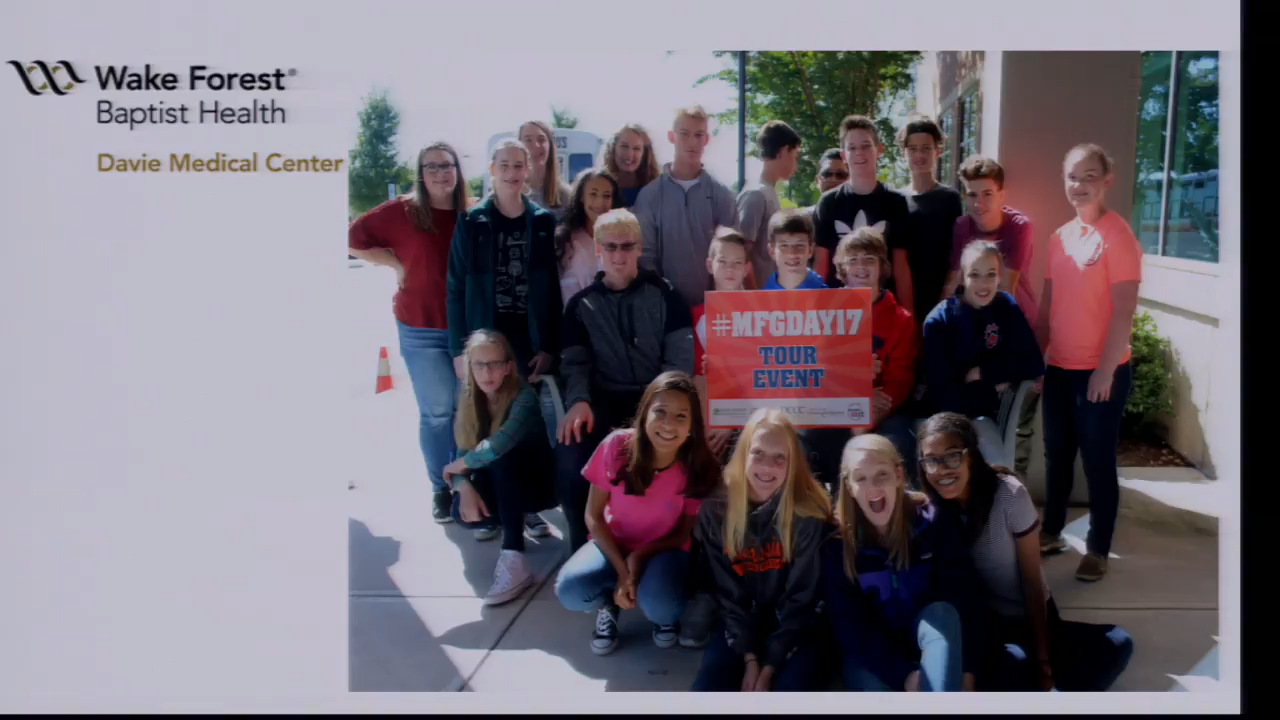 Wake Forest®
Baptist Health
Davie Medical Center
#MFGDAY17
TOUR
EVENT